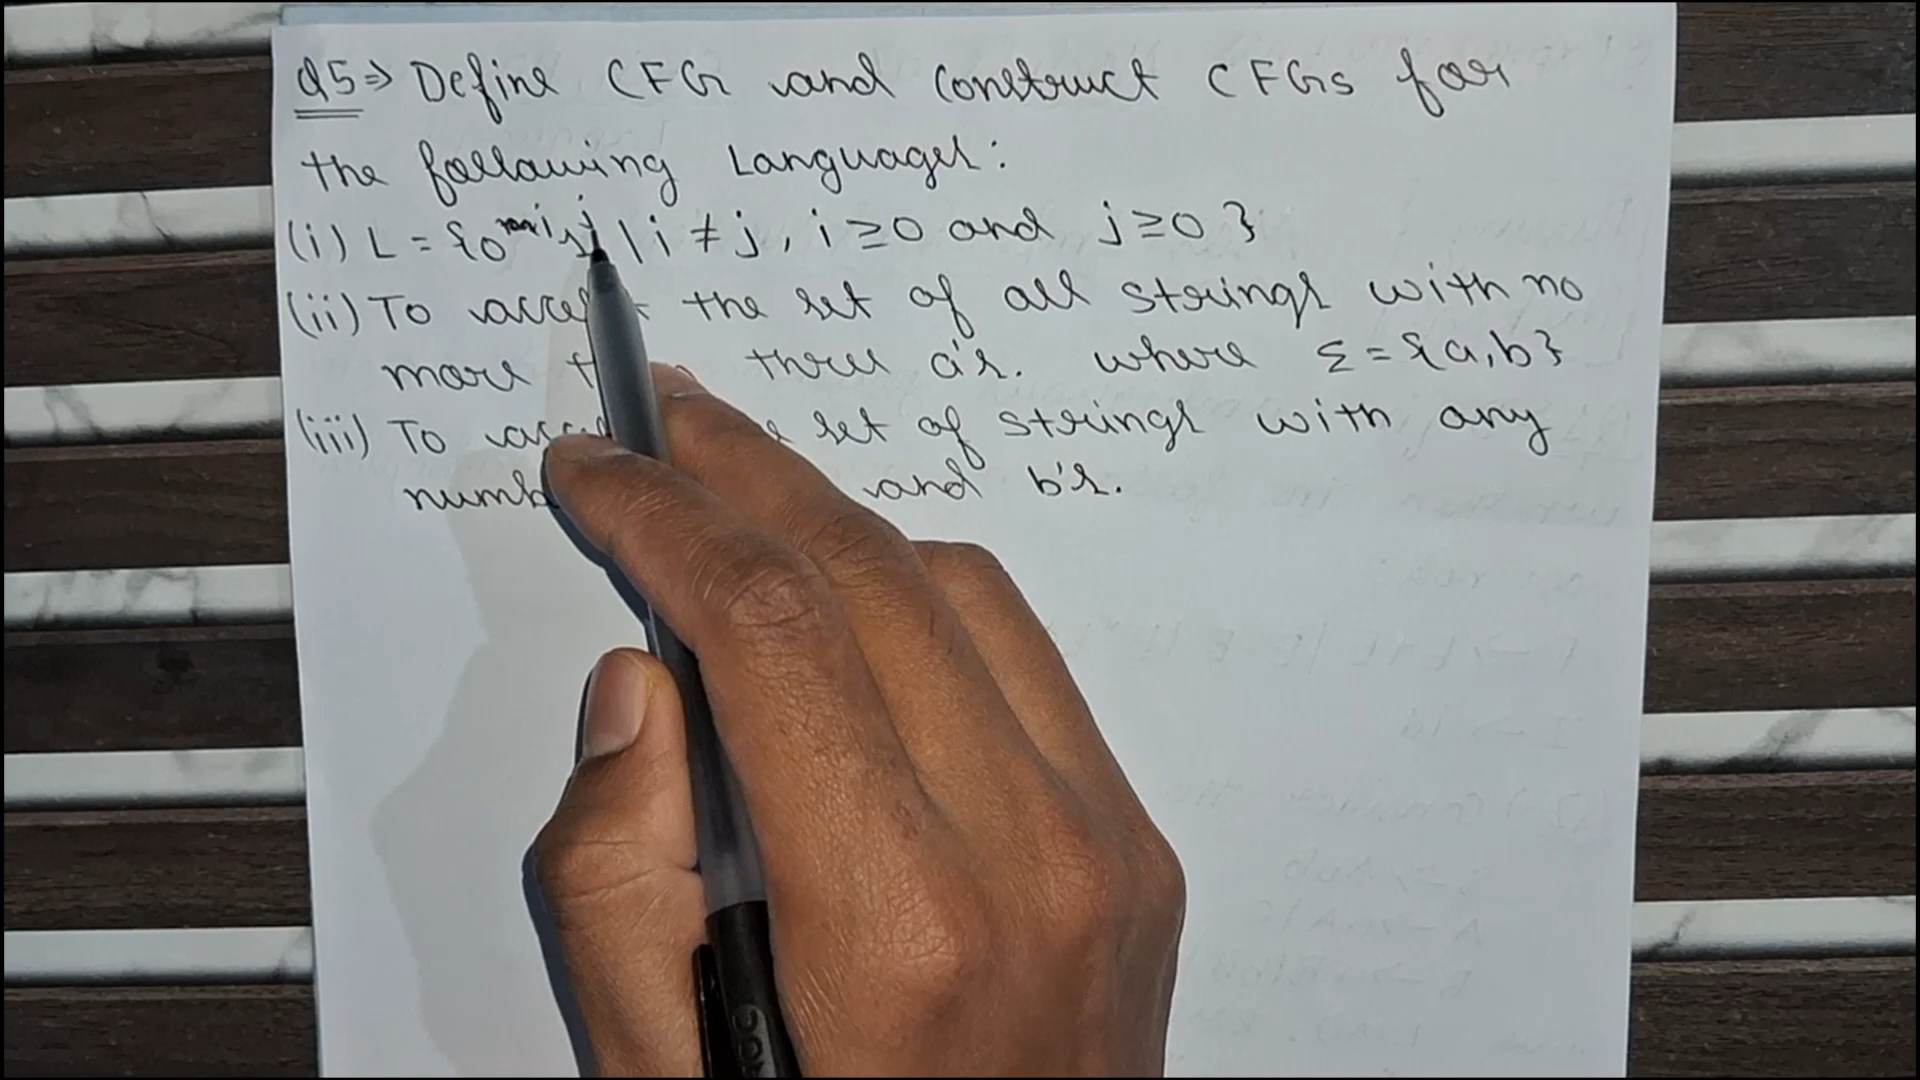 Q5⇒ Define CFG and construct CFGs for
the following Languages:
(i) L = {0^i 1^j | i ≠ j, i ≥ 0 and j ≥ 0 }
(ii) To the set of all strings with no
more three a's. where Σ = {a, b}
(iii) To set of strings with any
and b's.